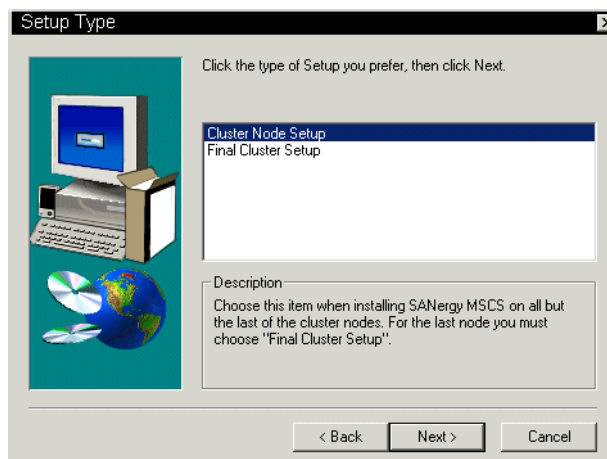 Setup Type
Click the type of Setup you prefer, then click Next.
Cluster Node Setup
Final Cluster Setup
Description
Choose this item when installing SANergy MSCS on all but
the last of the cluster nodes. For the last node you must
choose "Final Cluster Setup".
< Back
Next >
Cancel